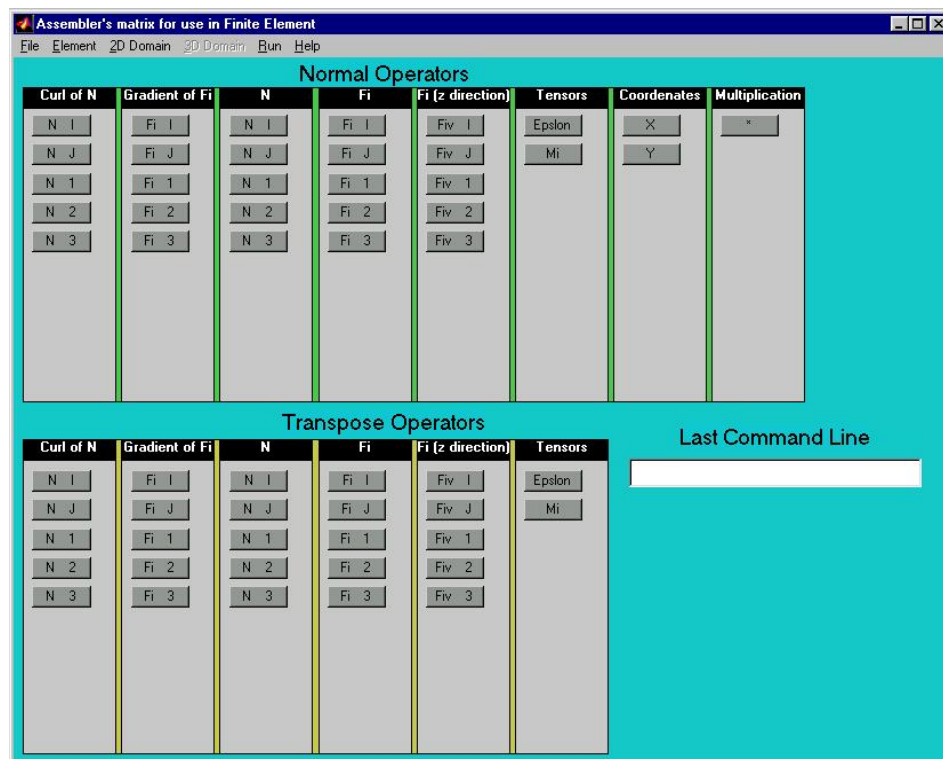 Assembler's matrix for use in Finite Element
File Element 2D Domain 3D Domain Run Help
Normal Operators
Curl of N Gradient of Fi N Fi Fi (z direction) Tensors Coordenates Multiplication
N I Fi I N I Fi I Fiv I Epslon X *
N J Fi J N J Fi J Fiv J Mi Y
N 1 Fi 1 N 1 Fi 1 Fiv 1
N 2 Fi 2 N 2 Fi 2 Fiv 2
N 3 Fi 3 N 3 Fi 3 Fiv 3
Transpose Operators
Curl of N Gradient of Fi N Fi Fi (z direction) Tensors
Last Command Line
N I Fi I N I Fi I Fiv I Epslon
N J Fi J N J Fi J Fiv J Mi
N 1 Fi 1 N 1 Fi 1 Fiv 1
N 2 Fi 2 N 2 Fi 2 Fiv 2
N 3 Fi 3 N 3 Fi 3 Fiv 3